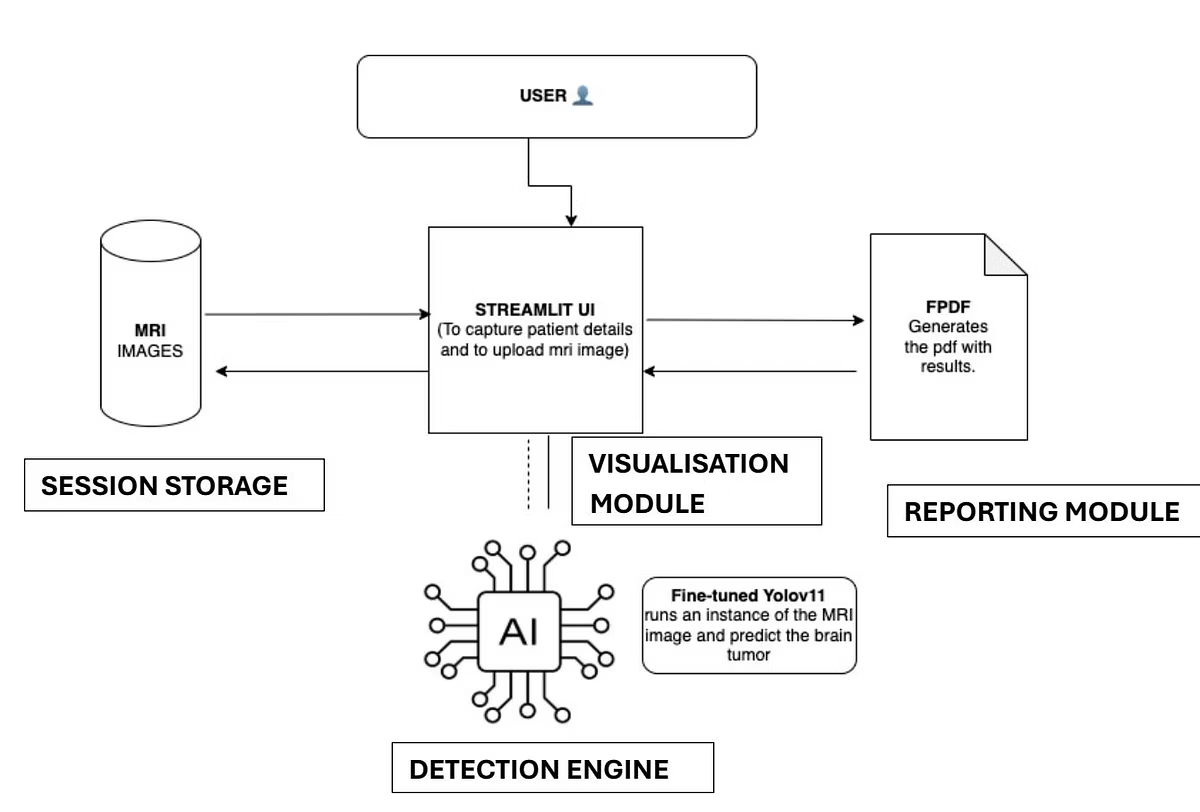 USER
STREAMLIT UI
(To capture patient details
and to upload mri image)
MRI
IMAGES
FPDF
Generates
the pdf with
results.
SESSION STORAGE
VISUALISATION
MODULE
REPORTING MODULE
AI
Fine-tuned Yolov11
runs an instance of the MRI
image and predict the brain
tumor
DETECTION ENGINE